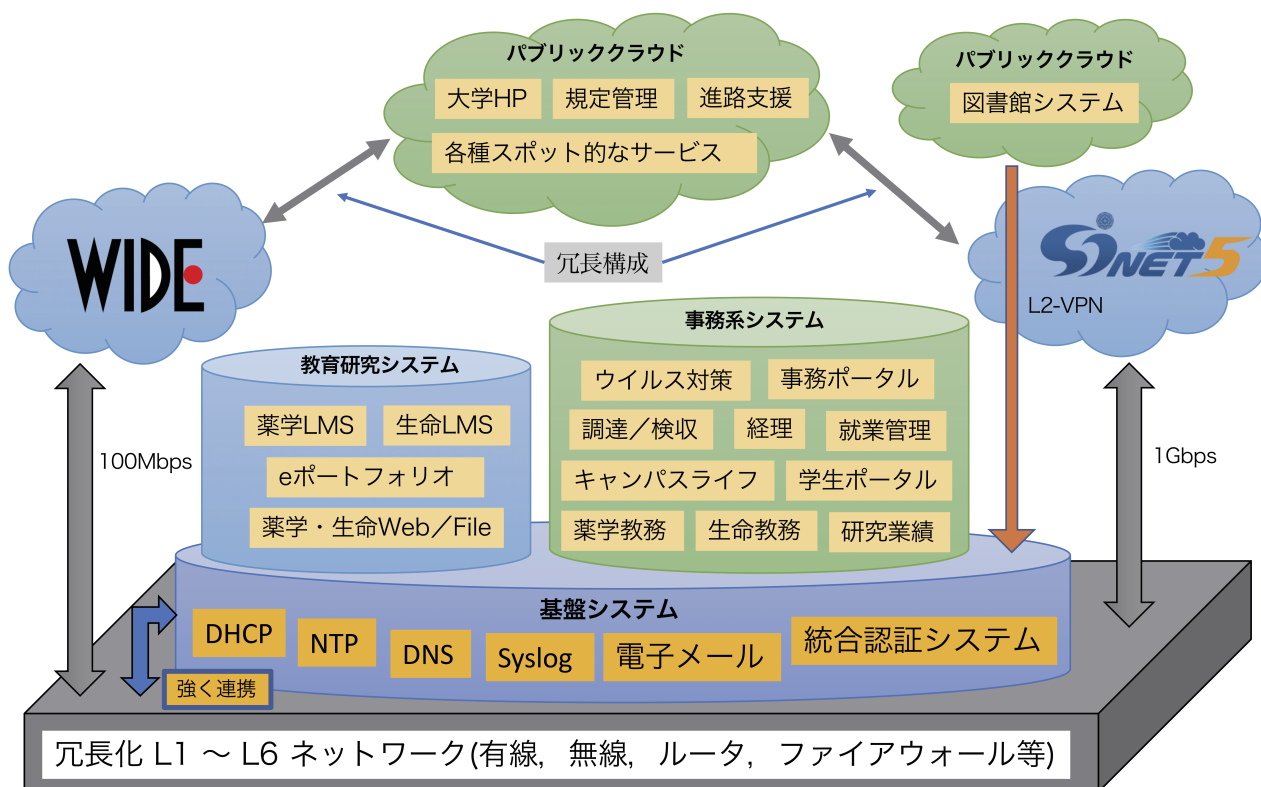 パブリッククラウド
大学HP 規定管理 進路支援
各種スポット的なサービス
パブリッククラウド
図書館システム
WIDE
SINET5
冗長構成
L2-VPN
100Mbps
1Gbps
教育研究システム
薬学LMS 生命LMS
eポートフォリオ
薬学・生命Web／File
事務系システム
ウイルス対策 事務ポータル
調達／検収 経理 就業管理
キャンパスライフ 学生ポータル
薬学教務 生命教務 研究業績
基盤システム
DHCP NTP DNS Syslog 電子メール 統合認証システム
強く連携
冗長化 L1 〜 L6 ネットワーク(有線，無線，ルータ，ファイアウォール等)